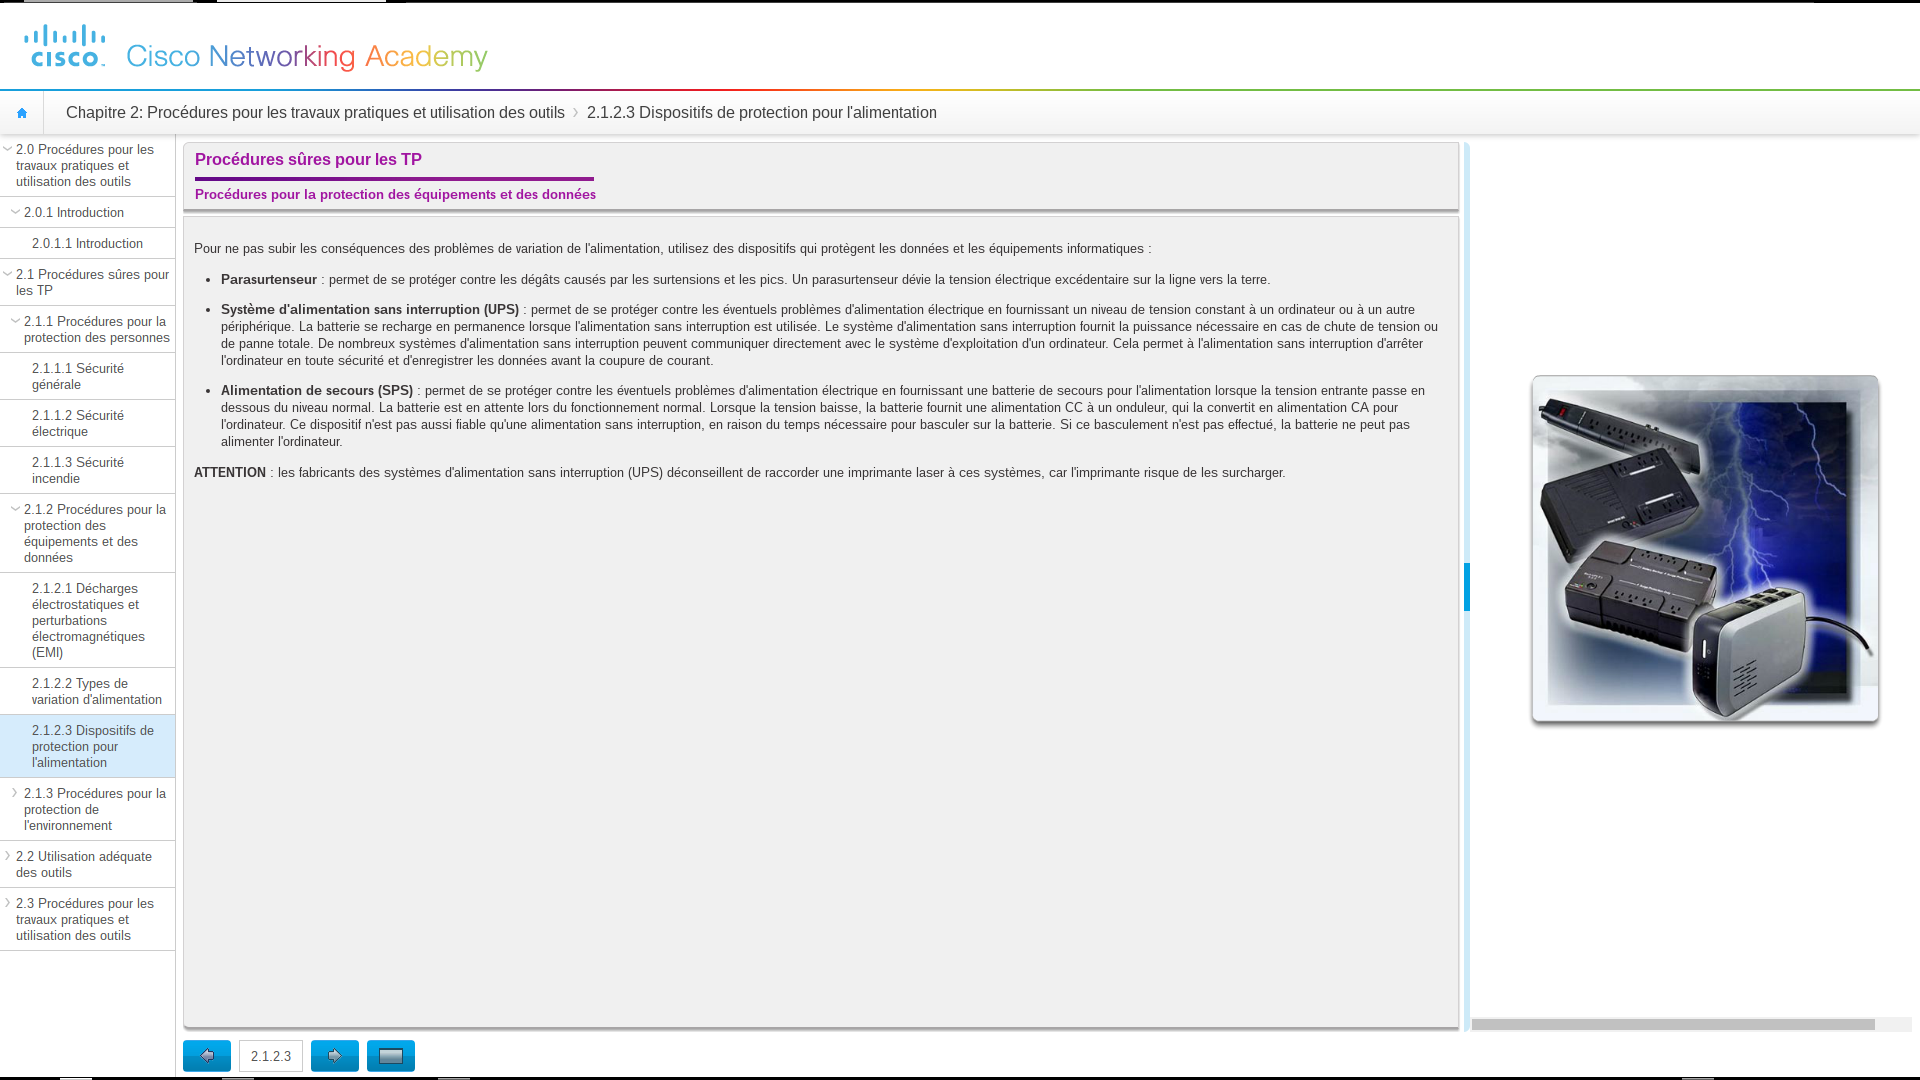 cisco
Cisco Networking Academy
Chapitre 2: Procédures pour les travaux pratiques et utilisation des outils
2.1.2.3 Dispositifs de protection pour l'alimentation
2.0 Procédures pour les
travaux pratiques et
utilisation des outils
2.0.1 Introduction
2.0.1.1 Introduction
2.1 Procédures sûres pour
les TP
2.1.1 Procédures pour la
protection des personnes
2.1.1.1 Sécurité
générale
2.1.1.2 Sécurité
électrique
2.1.1.3 Sécurité
incendie
2.1.2 Procédures pour la
protection des
équipements et des
données
2.1.2.1 Décharges
électrostatiques et
perturbations
électromagnétiques
(EMI)
2.1.2.2 Types de
variation d'alimentation
2.1.2.3 Dispositifs de
protection pour
l'alimentation
2.1.3 Procédures pour la
protection de
l'environnement
2.2 Utilisation adéquate
des outils
2.3 Procédures pour les
travaux pratiques et
utilisation des outils
Procédures sûres pour les TP
Procédures pour la protection des équipements et des données
Pour ne pas subir les conséquences des problèmes de variation de l'alimentation, utilisez des dispositifs qui protègent les données et les équipements informatiques :
• Parasurtenseur : permet de se protéger contre les dégâts causés par les surtensions et les pics. Un parasurtenseur dévie la tension électrique excédentaire sur la ligne vers la terre.
• Système d'alimentation sans interruption (UPS) : permet de se protéger contre les éventuels problèmes d'alimentation électrique en fournissant un niveau de tension constant à un ordinateur ou à un autre
périphérique. La batterie se recharge en permanence lorsque l'alimentation sans interruption est utilisée. Le système d'alimentation sans interruption fournit la puissance nécessaire en cas de chute de tension ou
de panne totale. De nombreux systèmes d'alimentation sans interruption peuvent communiquer directement avec le système d'exploitation d'un ordinateur. Cela permet à l'alimentation sans interruption d'arrêter
l'ordinateur en toute sécurité et d'enregistrer les données avant la coupure de courant.
• Alimentation de secours (SPS) : permet de se protéger contre les éventuels problèmes d'alimentation électrique en fournissant une batterie de secours pour l'alimentation lorsque la tension entrante passe en
dessous du niveau normal. La batterie est en attente lors du fonctionnement normal. Lorsque la tension baisse, la batterie fournit une alimentation CC à un onduleur, qui la convertit en alimentation CA pour
l'ordinateur. Ce dispositif n'est pas aussi fiable qu'une alimentation sans interruption, en raison du temps nécessaire pour basculer sur la batterie. Si ce basculement n'est pas effectué, la batterie ne peut pas
alimenter l'ordinateur.
ATTENTION : les fabricants des systèmes d'alimentation sans interruption (UPS) déconseillent de raccorder une imprimante laser à ces systèmes, car l'imprimante risque de les surcharger.
2.1.2.3